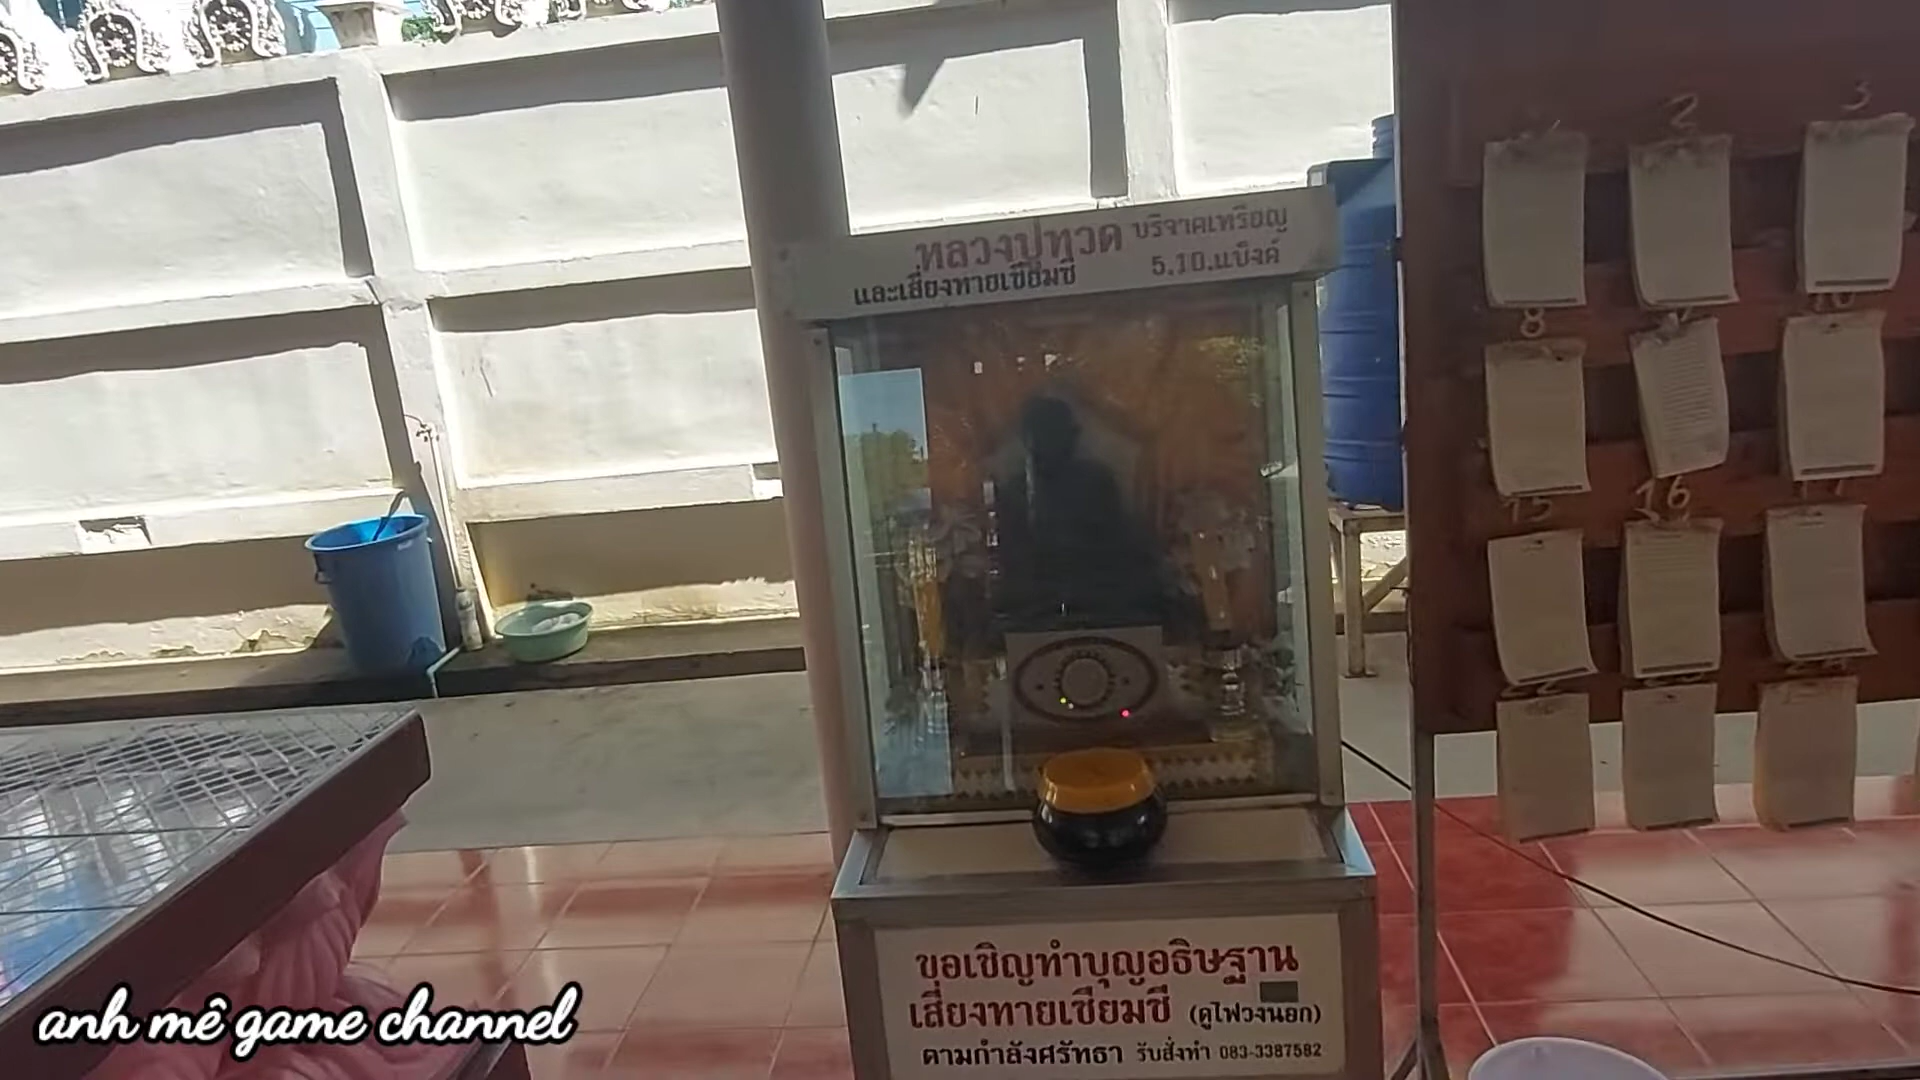 หลวงปู่ทวด บริจาคเหรียญ
และเสี่ยงทายเซียมซี 5.10.แบ็งค์
2
3
8
15
16
ขอเชิญทำบุญอธิษฐาน
เสี่ยงทายเซียมซี (ดูไฟวงนอก)
ตามกำลังศรัทธา รับสั่งทำ 083-3387582
anh mê game channel